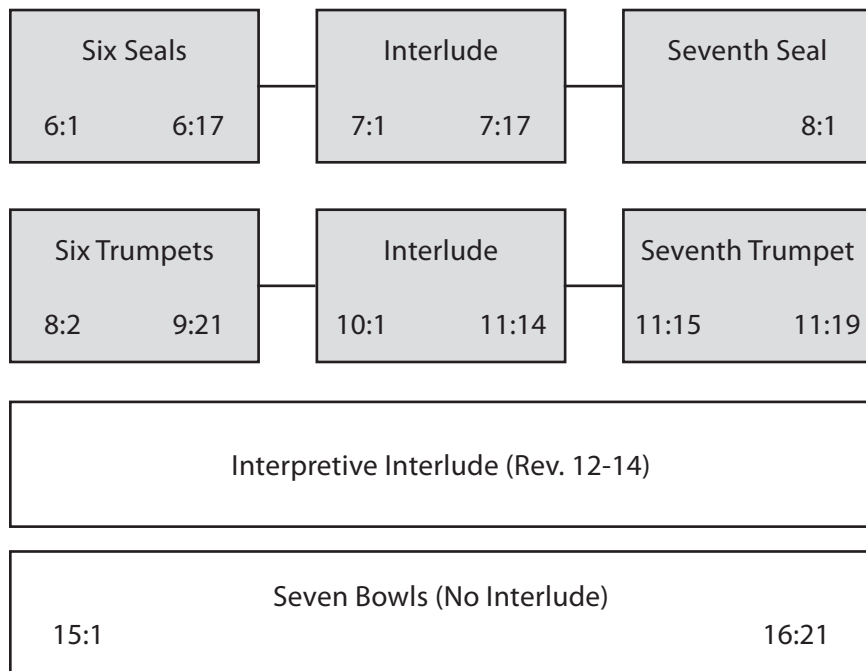 Six Seals
6:1 6:17
Interlude
7:1 7:17
Seventh Seal
8:1
Six Trumpets
8:2 9:21
Interlude
10:1 11:14
Seventh Trumpet
11:15 11:19
Interpretive Interlude (Rev. 12-14)
Seven Bowls (No Interlude)
15:1 16:21